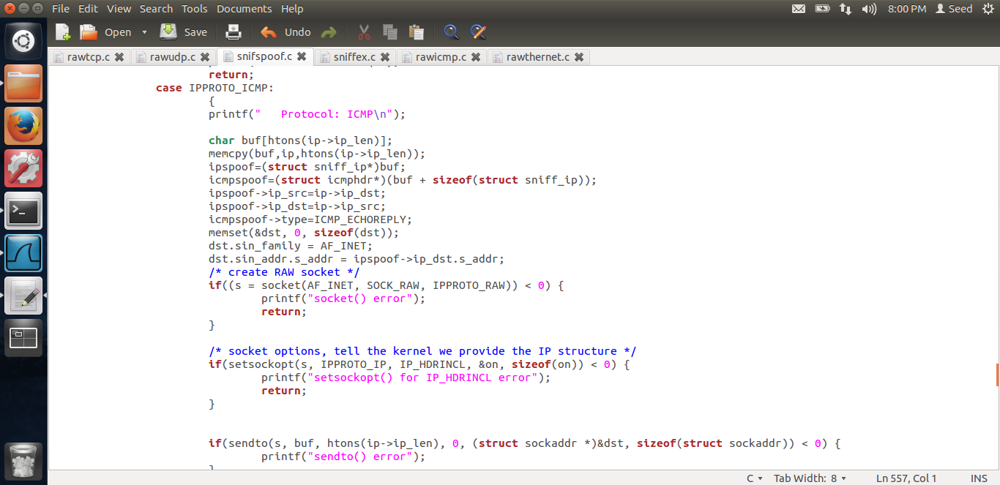 File Edit View Search Tools Documents Help 8:00 PM Seed
Open Save Undo
rawtcp.c rawudp.c snifspoof.c sniffex.c rawicmp.c rawthernet.c
return;
case IPPROTO_ICMP:
{
printf("   Protocol: ICMP\n");
char buf[htons(ip->ip_len)];
memcpy(buf,ip,htons(ip->ip_len));
ipspoof=(struct sniff_ip*)buf;
icmpspoof=(struct icmphdr*)(buf + sizeof(struct sniff_ip));
ipspoof->ip_src=ip->ip_dst;
ipspoof->ip_dst=ip->ip_src;
icmpspoof->type=ICMP_ECHOREPLY;
memset(&dst, 0, sizeof(dst));
dst.sin_family = AF_INET;
dst.sin_addr.s_addr = ipspoof->ip_dst.s_addr;
/* create RAW socket */
if((s = socket(AF_INET, SOCK_RAW, IPPROTO_RAW)) < 0) {
printf("socket() error");
return;
}
/* socket options, tell the kernel we provide the IP structure */
if(setsockopt(s, IPPROTO_IP, IP_HDRINCL, &on, sizeof(on)) < 0) {
printf("setsockopt() for IP_HDRINCL error");
return;
}
if(sendto(s, buf, htons(ip->ip_len), 0, (struct sockaddr *)&dst, sizeof(struct sockaddr)) < 0) {
printf("sendto() error");
C Tab Width: 8 Ln 557, Col 1 INS